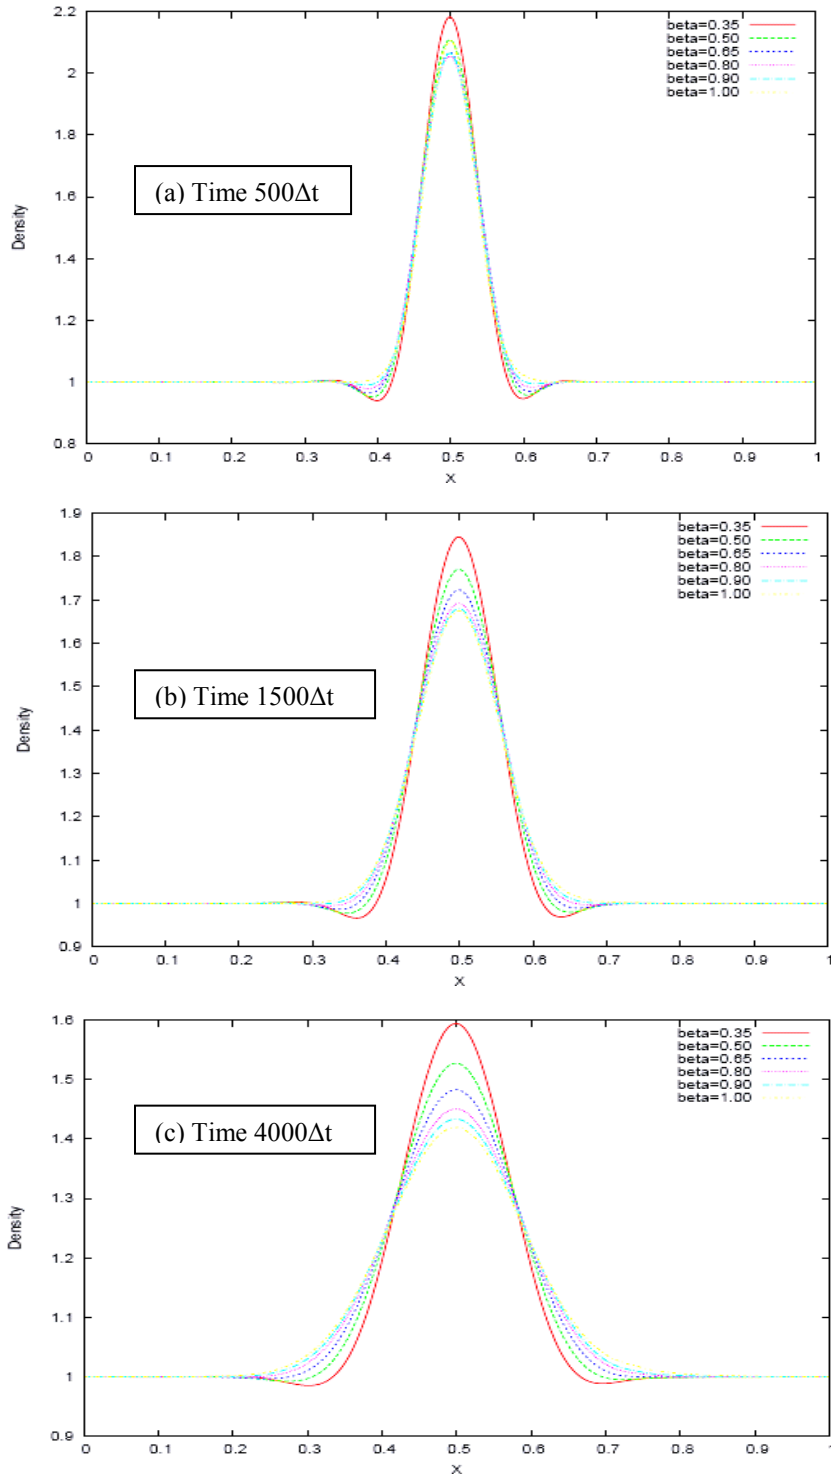 2.2
2
1.8
1.6
1.4
1.2
1
0.8
Density
beta=0.35
beta=0.50
beta=0.65
beta=0.80
beta=0.90
beta=1.00
(a) Time 500Δt
0 0.1 0.2 0.3 0.4 0.5 0.6 0.7 0.8 0.9 1
X
1.9
1.8
1.7
1.6
1.5
1.4
1.3
1.2
1.1
1
0.9
Density
beta=0.35
beta=0.50
beta=0.65
beta=0.80
beta=0.90
beta=1.00
(b) Time 1500Δt
0 0.1 0.2 0.3 0.4 0.5 0.6 0.7 0.8 0.9 1
X
1.6
1.5
1.4
1.3
1.2
1.1
1
0.9
Density
beta=0.35
beta=0.50
beta=0.65
beta=0.80
beta=0.90
beta=1.00
(c) Time 4000Δt
0 0.1 0.2 0.3 0.4 0.5 0.6 0.7 0.8 0.9 1
X